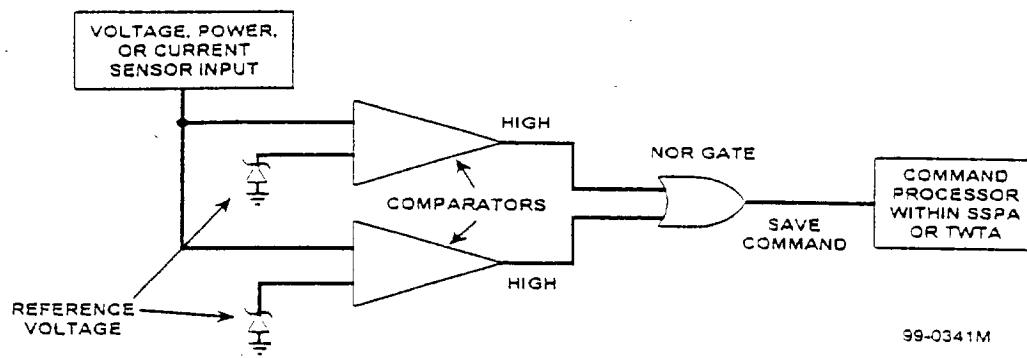 VOLTAGE, POWER,
OR CURRENT
SENSOR INPUT
HIGH
NOR GATE
COMPARATORS
COMMAND
PROCESSOR
WITHIN SSPA
OR TWTA
SAVE
COMMAND
HIGH
REFERENCE
VOLTAGE
99-0341M